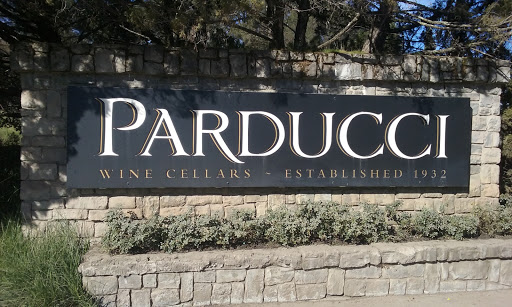 PARDUCCI
WINE CELLARS ~ ESTABLISHED 1932